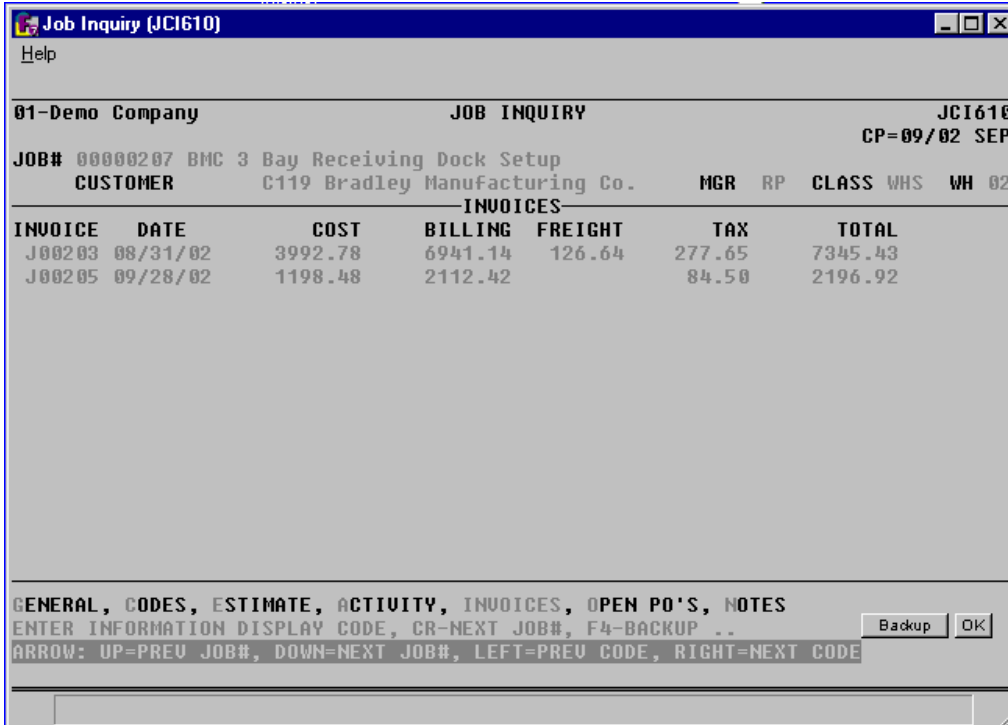 Job Inquiry (JCI610)
Help
01-Demo Company JOB INQUIRY JCI610
CP=09/02 SEP
JOB# 00000207 BMC 3 Bay Receiving Dock Setup
CUSTOMER C119 Bradley Manufacturing Co. MGR RP CLASS WHS WH 02
INVOICES
INVOICE DATE COST BILLING FREIGHT TAX TOTAL
J00203 08/31/02 3992.78 6941.14 126.64 277.65 7345.43
J00205 09/28/02 1198.48 2112.42 84.50 2196.92
GENERAL, CODES, ESTIMATE, ACTIVITY, INVOICES, OPEN PO'S, NOTES
ENTER INFORMATION DISPLAY CODE, CR-NEXT JOB#, F4-BACKUP .. Backup OK
ARROW: UP=PREV JOB#, DOWN=NEXT JOB#, LEFT=PREV CODE, RIGHT=NEXT CODE